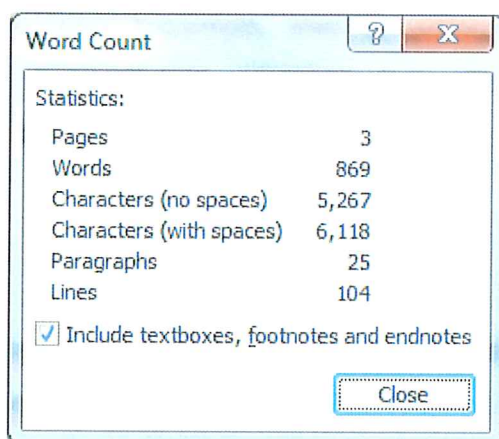 Word Count
?
X
Statistics:
Pages 3
Words 869
Characters (no spaces) 5,267
Characters (with spaces) 6,118
Paragraphs 25
Lines 104
Include textboxes, footnotes and endnotes
Close